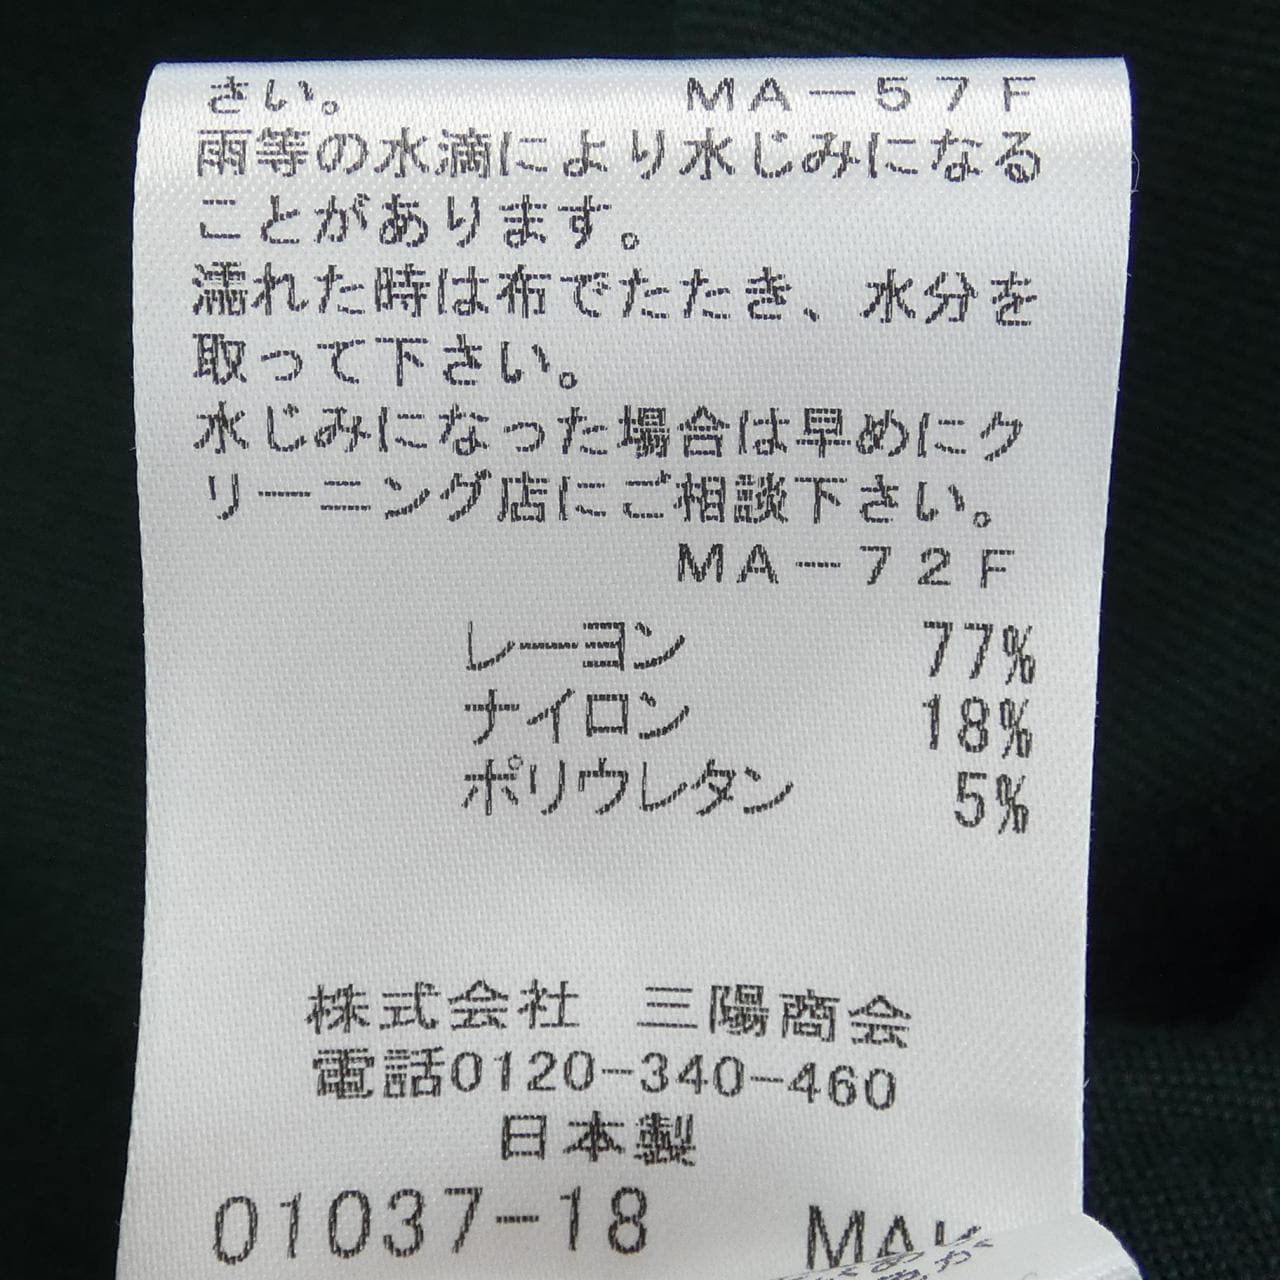 さい。 MA-57F
雨等の水滴により水じみになる
ことがあります。
濡れた時は布でたたき、水分を
取って下さい。
水じみになった場合は早めにク
リーニング店にご相談下さい。
MA-72F
レーヨン 77%
ナイロン 18%
ポリウレタン 5%
株式会社 三陽商会
電話0120-340-460
日本製
01037-18